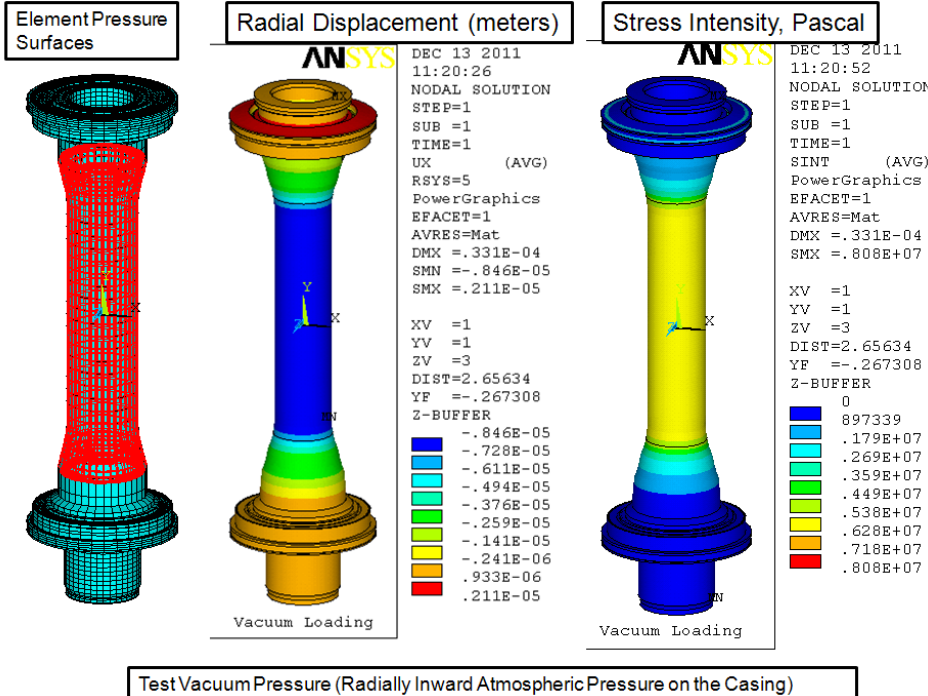 Element Pressure
Surfaces
Radial Displacement (meters)
Stress Intensity, Pascal
ANSYS
DEC 13 2011
11:20:26
NODAL SOLUTION
STEP=1
SUB =1
TIME=1
UX (AVG)
RSYS=5
PowerGraphics
EFACET=1
AVRES=Mat
DMX =.331E-04
SMN =-.846E-05
SMX =.211E-05
XV =1
YV =1
ZV =3
DIST=2.65634
YF =-.267308
Z-BUFFER
-.846E-05
-.728E-05
-.611E-05
-.494E-05
-.376E-05
-.259E-05
-.141E-05
-.241E-06
.933E-06
.211E-05
MX
Y
X
Z
MN
Vacuum Loading
ANSYS
DEC 13 2011
11:20:52
NODAL SOLUTION
STEP=1
SUB =1
TIME=1
SINT (AVG)
PowerGraphics
EFACET=1
AVRES=Mat
DMX =.331E-04
SMX =.808E+07
XV =1
YV =1
ZV =3
DIST=2.65634
YF =-.267308
Z-BUFFER
0
897339
.179E+07
.269E+07
.359E+07
.449E+07
.538E+07
.628E+07
.718E+07
.808E+07
Y
X
Z
Vacuum Loading
Y
X
Test Vacuum Pressure (Radially Inward Atmospheric Pressure on the Casing)